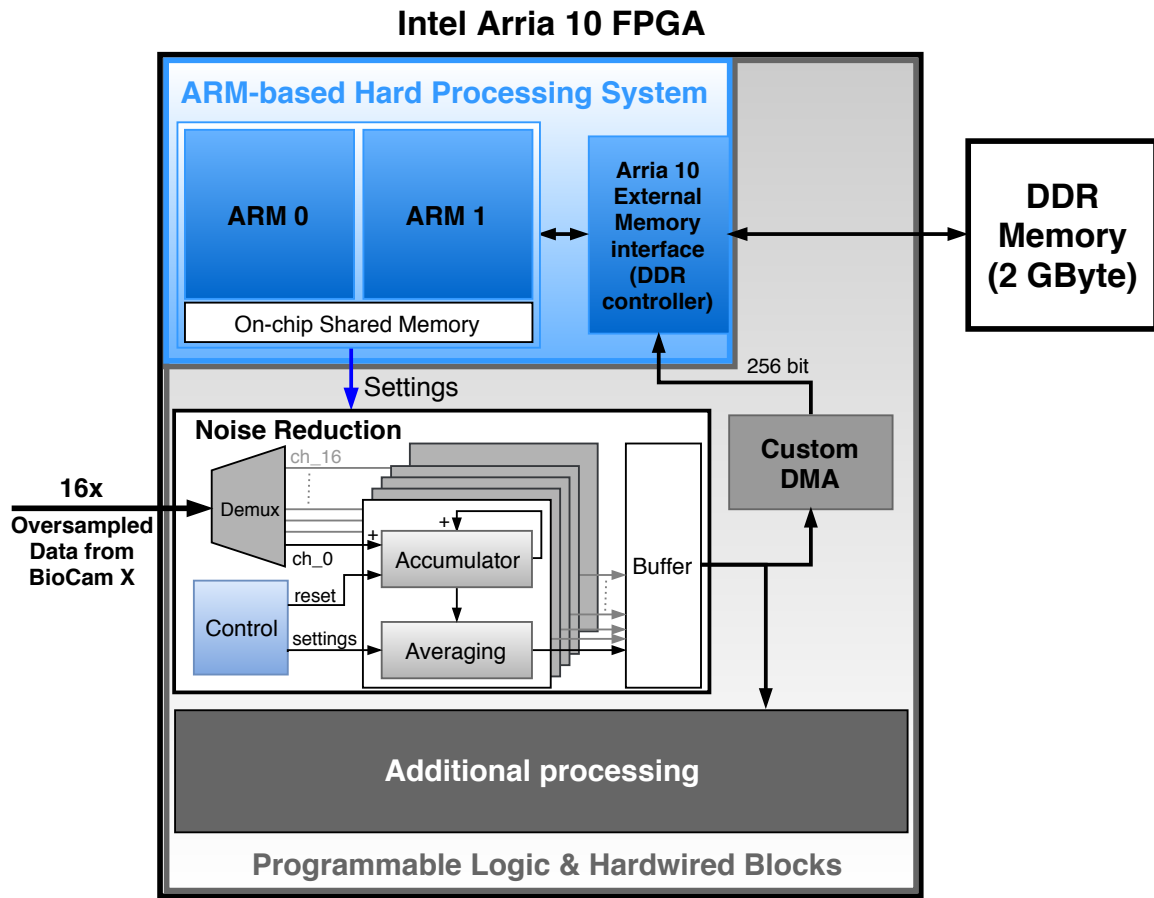 Intel Arria 10 FPGA
ARM-based Hard Processing System
ARM 0
ARM 1
On-chip Shared Memory
Arria 10
External
Memory
interface
(DDR
controller)
DDR
Memory
(2 GByte)
Settings
256 bit
Custom
DMA
Noise Reduction
16x
Oversampled
Data from
BioCam X
Demux
ch_16
ch_0
+
+
Accumulator
Control
reset
settings
Averaging
Buffer
Additional processing
Programmable Logic & Hardwired Blocks